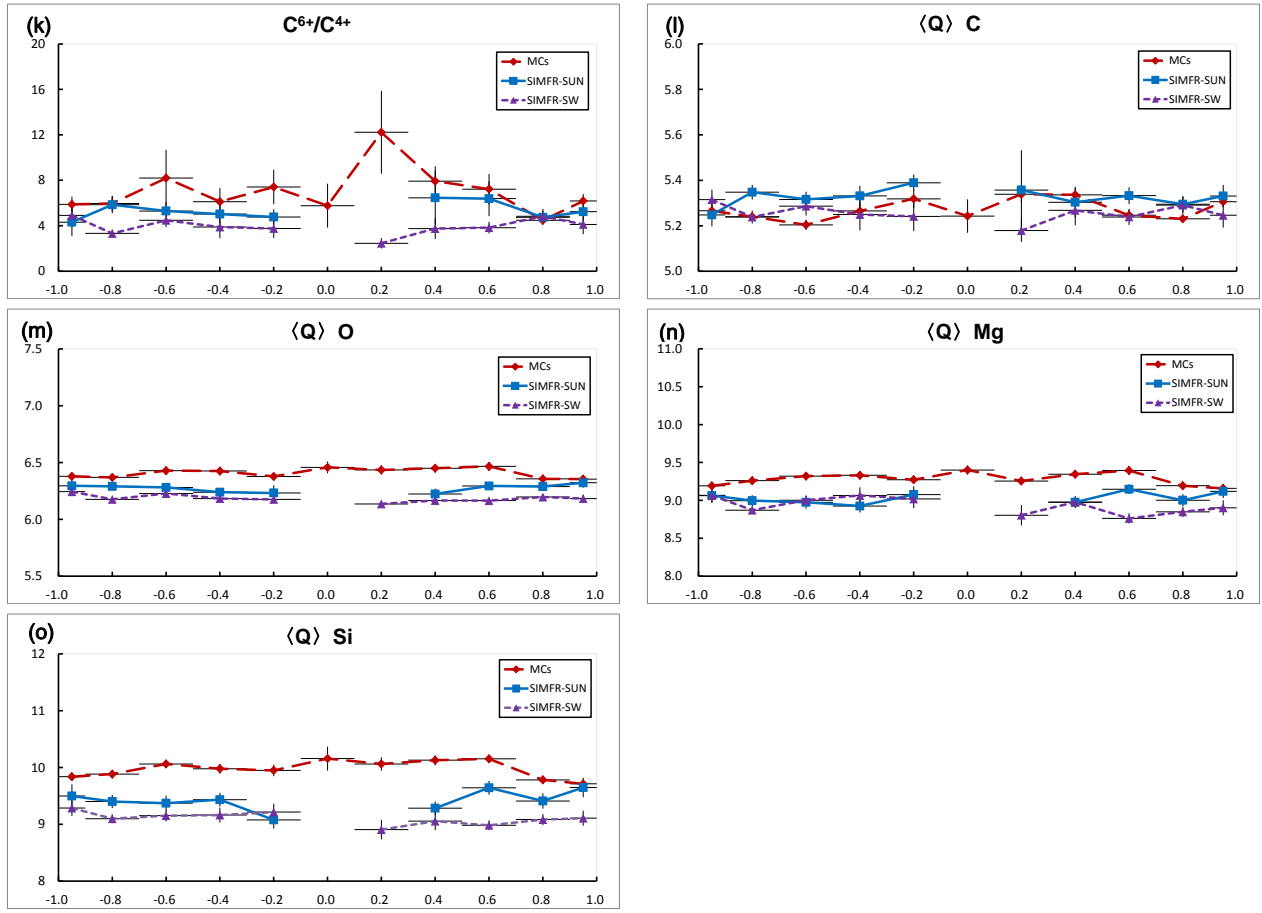 (k) C6+/C4+
20
16
12
8
4
0
-1.0 -0.8 -0.6 -0.4 -0.2 0.0 0.2 0.4 0.6 0.8 1.0
MCs
SIMFR-SUN
SIMFR-SW
(l) 〈Q〉 C
6.0
5.8
5.6
5.4
5.2
5.0
-1.0 -0.8 -0.6 -0.4 -0.2 0.0 0.2 0.4 0.6 0.8 1.0
MCs
SIMFR-SUN
SIMFR-SW
(m) 〈Q〉 O
7.5
7.0
6.5
6.0
5.5
-1.0 -0.8 -0.6 -0.4 -0.2 0.0 0.2 0.4 0.6 0.8 1.0
MCs
SIMFR-SUN
SIMFR-SW
(n) 〈Q〉 Mg
11.0
10.5
10.0
9.5
9.0
8.5
8.0
-1.0 -0.8 -0.6 -0.4 -0.2 0.0 0.2 0.4 0.6 0.8 1.0
MCs
SIMFR-SUN
SIMFR-SW
(o) 〈Q〉 Si
12
11
10
9
8
-1.0 -0.8 -0.6 -0.4 -0.2 0.0 0.2 0.4 0.6 0.8 1.0
MCs
SIMFR-SUN
SIMFR-SW